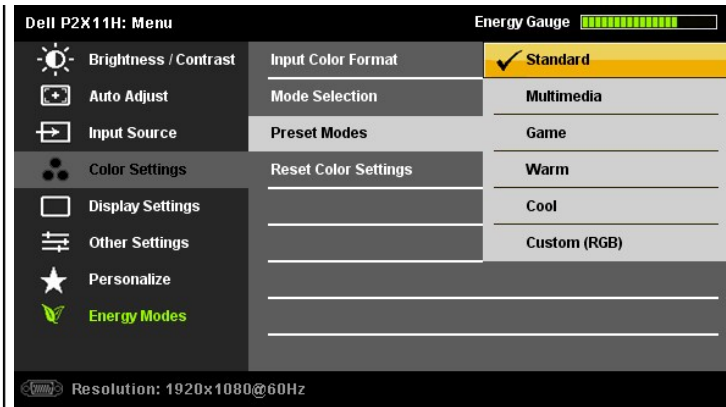 Dell P2X11H: Menu
Energy Gauge
Brightness / Contrast
Auto Adjust
Input Source
Color Settings
Display Settings
Other Settings
Personalize
Energy Modes
Input Color Format
Mode Selection
Preset Modes
Reset Color Settings
Standard
Multimedia
Game
Warm
Cool
Custom (RGB)
Resolution: 1920x1080@60Hz